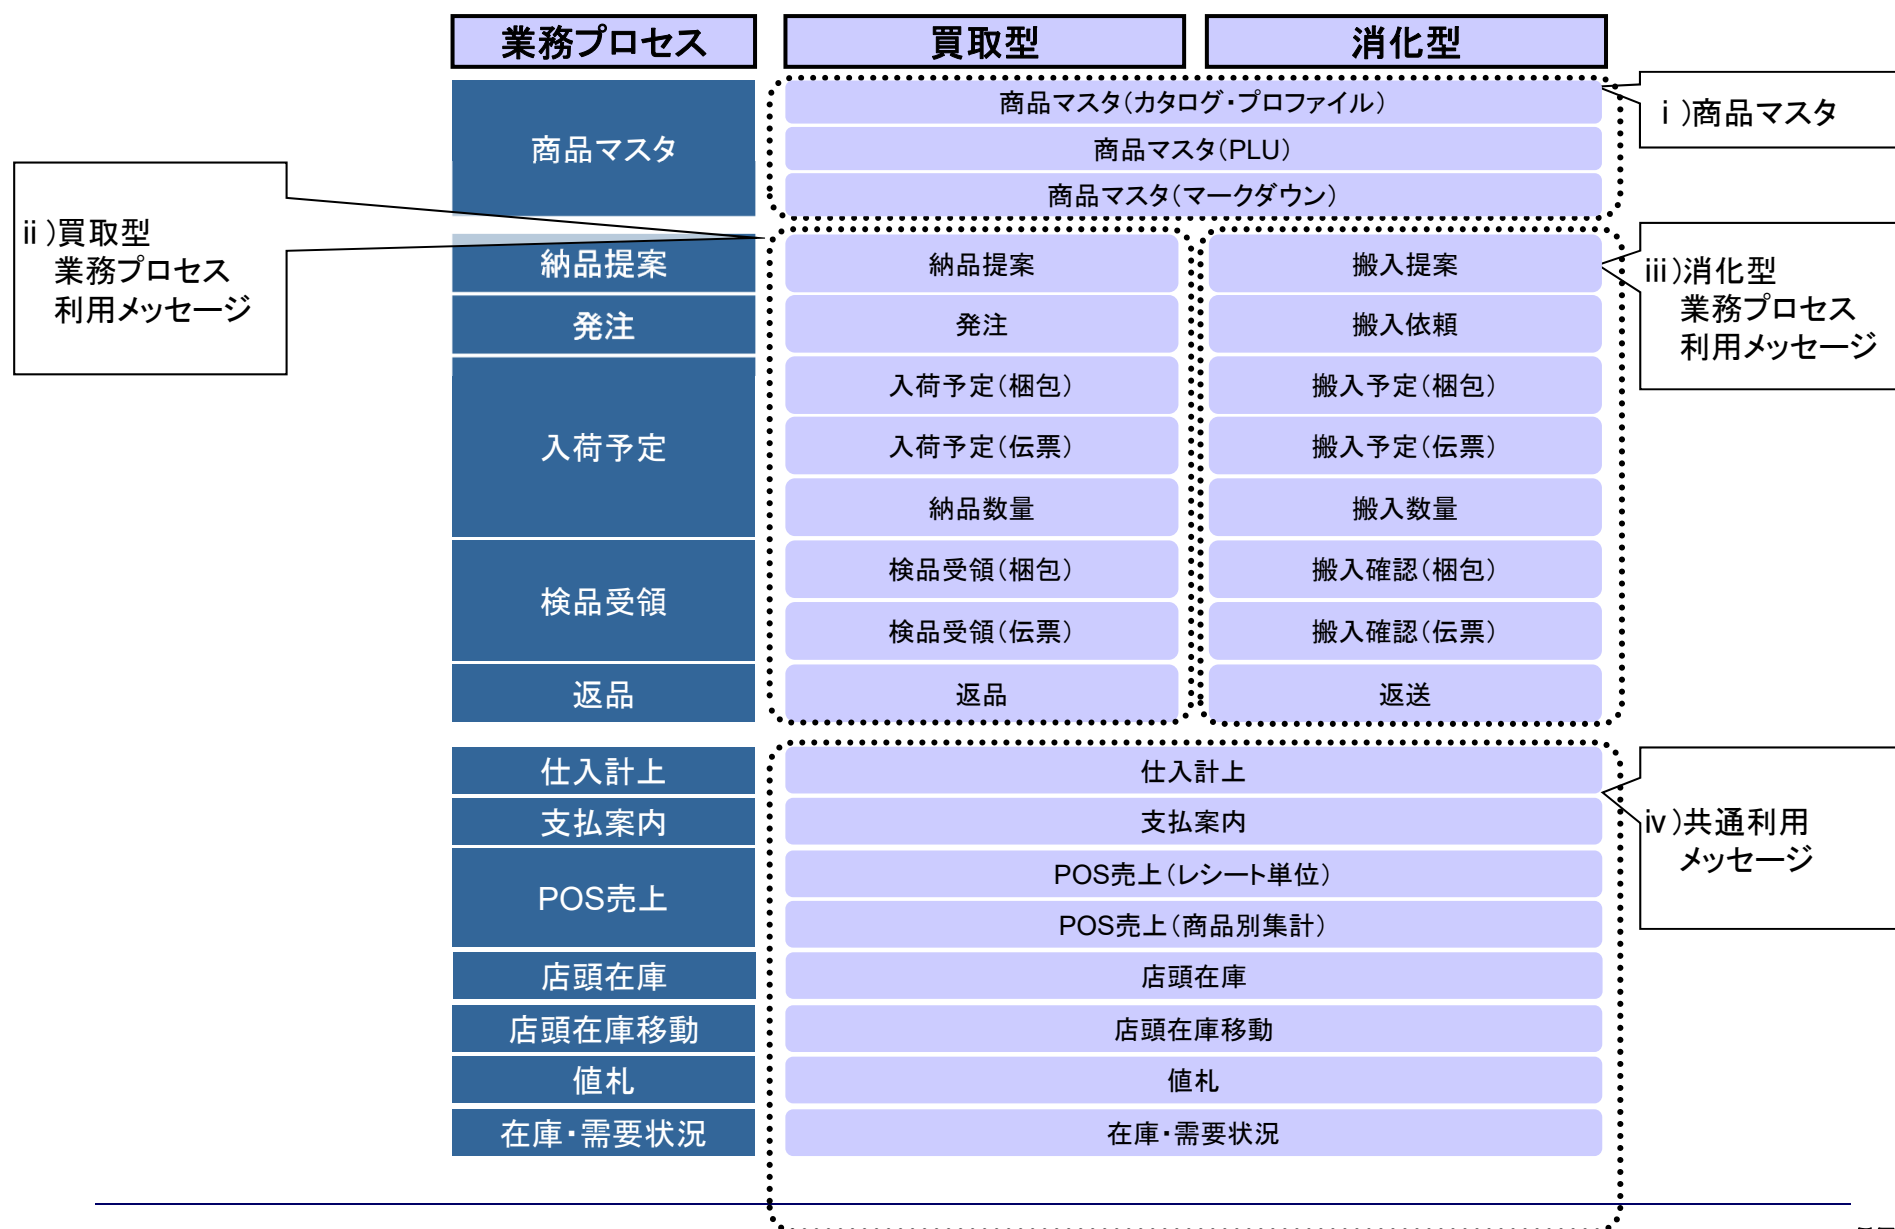 業務プロセス 買取型 消化型
商品マスタ
商品マスタ(カタログ・プロファイル)
商品マスタ(PLU)
商品マスタ(マークダウン)
ⅰ)商品マスタ
ⅱ)買取型
業務プロセス
利用メッセージ
納品提案 納品提案 搬入提案
発注 発注 搬入依頼
入荷予定
入荷予定(梱包) 搬入予定(梱包)
入荷予定(伝票) 搬入予定(伝票)
納品数量 搬入数量
検品受領
検品受領(梱包) 搬入確認(梱包)
検品受領(伝票) 搬入確認(伝票)
返品 返品 返送
ⅲ)消化型
業務プロセス
利用メッセージ
仕入計上 仕入計上
支払案内 支払案内
POS売上
POS売上(レシート単位)
POS売上(商品別集計)
店頭在庫 店頭在庫
店頭在庫移動 店頭在庫移動
値札 値札
在庫・需要状況 在庫・需要状況
ⅳ)共通利用
メッセージ